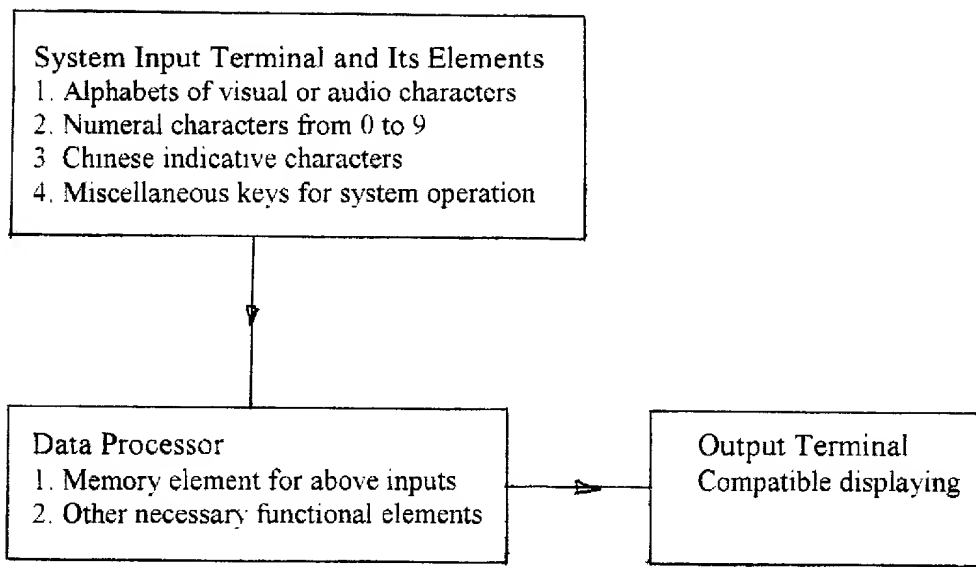 System Input Terminal and Its Elements
1. Alphabets of visual or audio characters
2. Numeral characters from 0 to 9
3 Chinese indicative characters
4. Miscellaneous keys for system operation
Data Processor
1. Memory element for above inputs
2. Other necessary functional elements
Output Terminal
Compatible displaying